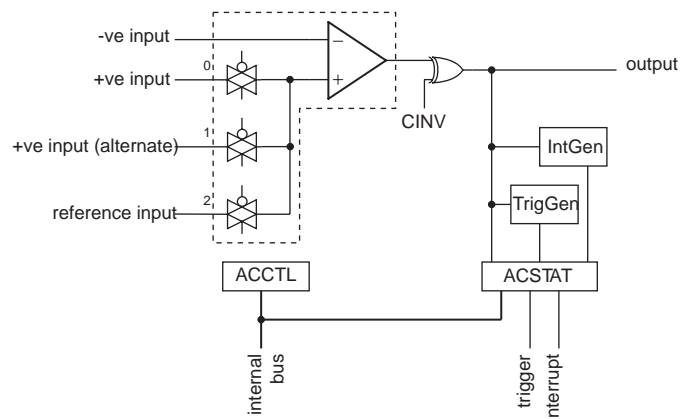 -ve input
+ve input
0
+ve input (alternate)
1
reference input
2
−
+
CINV
output
IntGen
TrigGen
ACCTL
ACSTAT
internal
bus
trigger
nterrupt